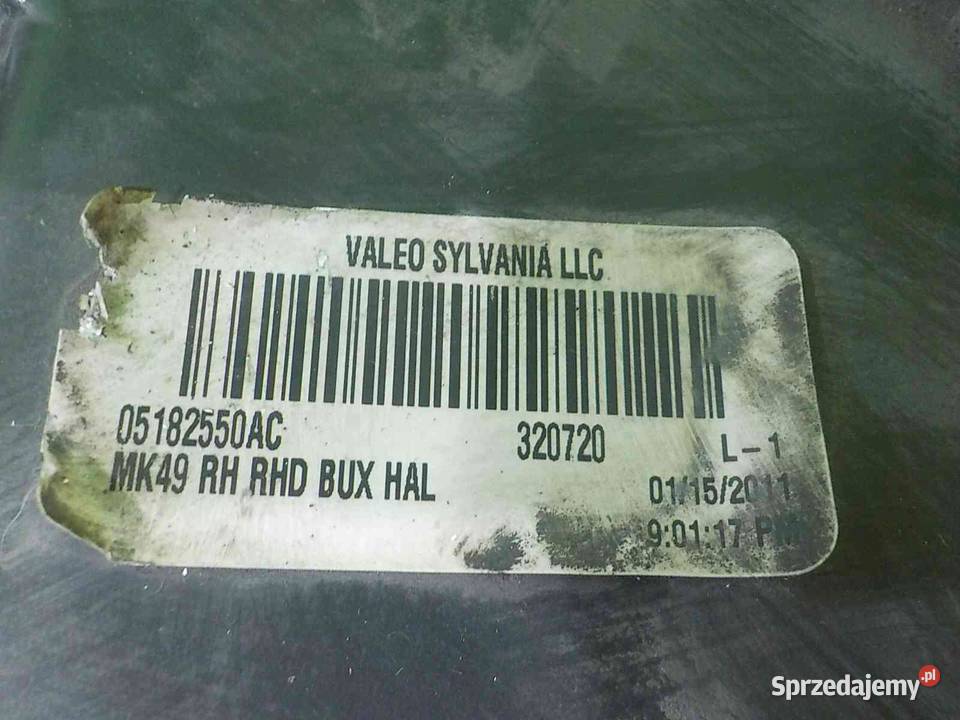 VALEO SYLVANIA LLC
05182550AC 320720 L-1
MK49 RH RHD BUX HAL 01/15/2011
9:01:17 PM
Sprzedajemy.pl